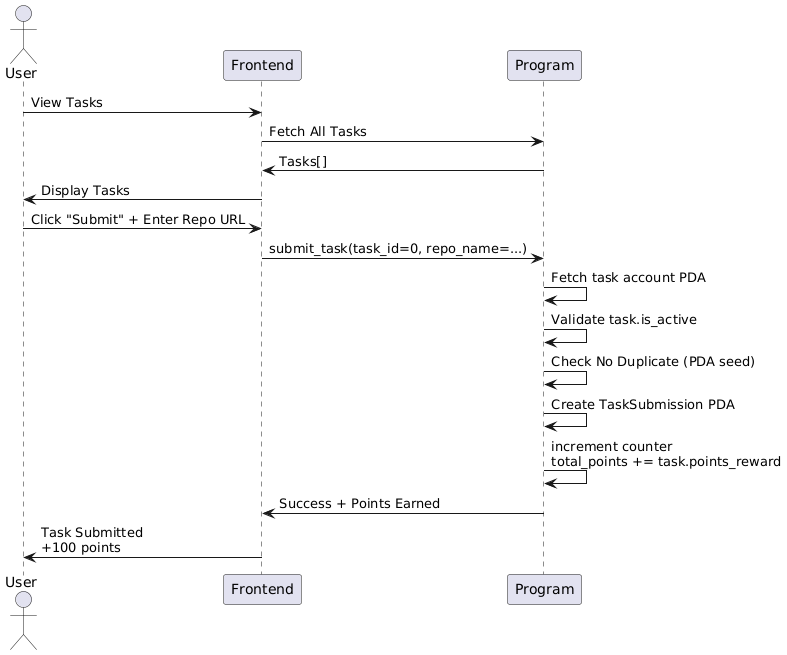 User
Frontend
Program
View Tasks
Fetch All Tasks
Tasks[]
Display Tasks
Click "Submit" + Enter Repo URL
submit_task(task_id=0, repo_name=...)
Fetch task account PDA
Validate task.is_active
Check No Duplicate (PDA seed)
Create TaskSubmission PDA
increment counter
total_points += task.points_reward
Success + Points Earned
Task Submitted
+100 points
User
Frontend
Program